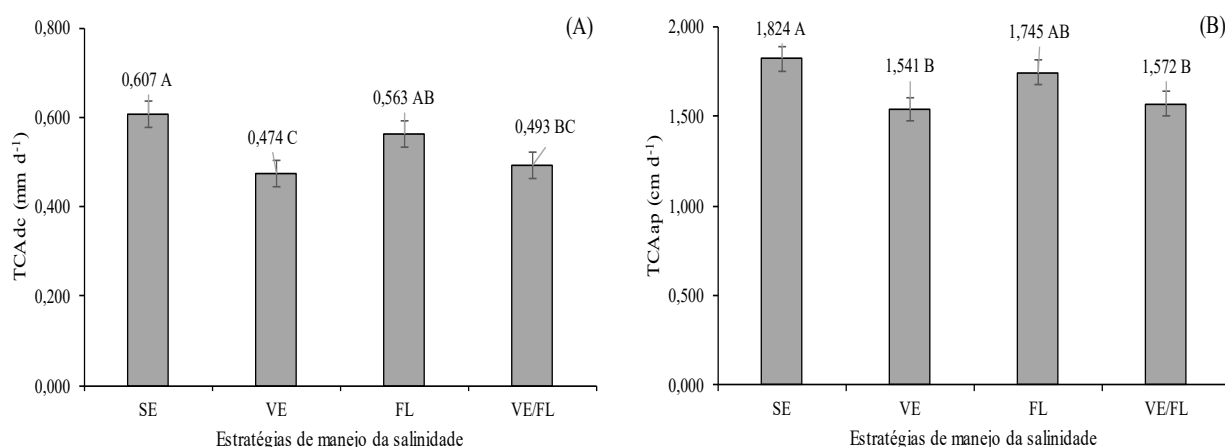 (A)
TCAdc (mm d⁻¹)
0,800
0,600
0,400
0,200
0,000
0,607 A
0,474 C
0,563 AB
0,493 BC
SE
VE
FL
VE/FL
Estratégias de manejo da salinidade
(B)
TCAap (cm d⁻¹)
2,000
1,500
1,000
0,500
0,000
1,824 A
1,541 B
1,745 AB
1,572 B
SE
VE
FL
VE/FL
Estratégias de manejo da salinidade